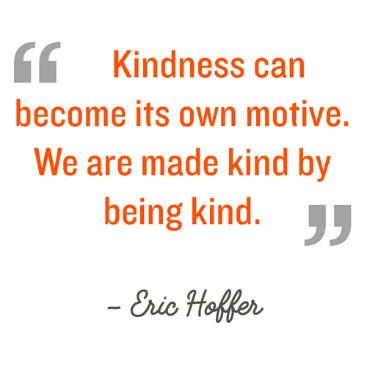 “ Kindness can
become its own motive.
We are made kind by
being kind. ”
– Eric Hoffer